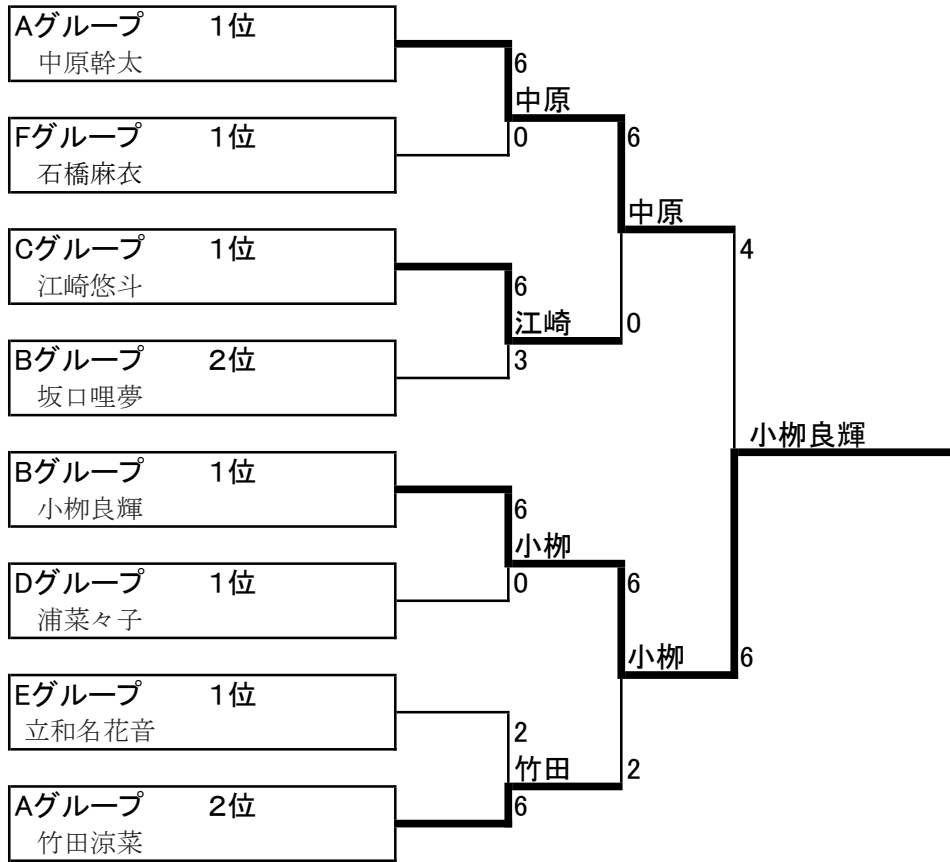 Aグループ 1位
中原幹太
6
中原
Fグループ 1位
0
6
石橋麻衣
中原
Cグループ 1位
4
江崎悠斗
6
江崎
0
Bグループ 2位
3
坂口哩夢
小栁良輝
Bグループ 1位
小栁良輝
6
小栁
Dグループ 1位
0
6
浦菜々子
小栁
6
Eグループ 1位
立和名花音
2
竹田
2
Aグループ 2位
6
竹田涼菜